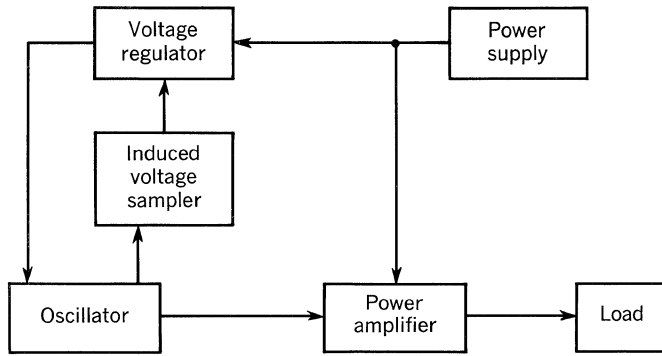 Voltage
regulator
Power
supply
Induced
voltage
sampler
Oscillator
Power
amplifier
Load